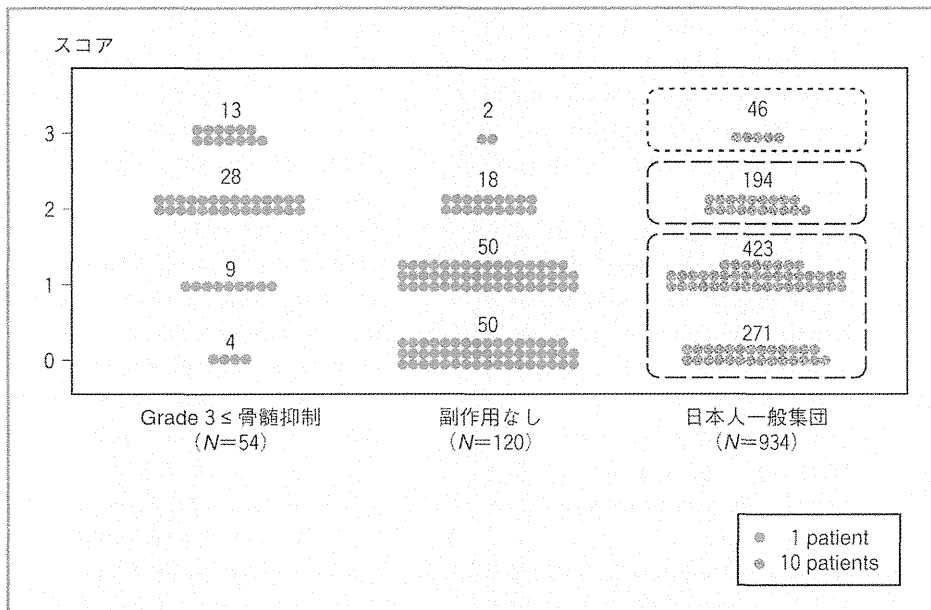 スコア
13
2
46
3
28
18
194
2
9
50
423
1
4
50
271
0
Grade 3 ≤ 骨髄抑制
(N=54)
副作用なし
(N=120)
日本人一般集団
(N=934)
1 patient
10 patients